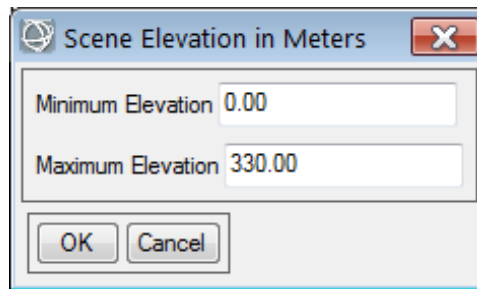 Scene Elevation in Meters
Minimum Elevation 0.00
Maximum Elevation 330.00
OK Cancel